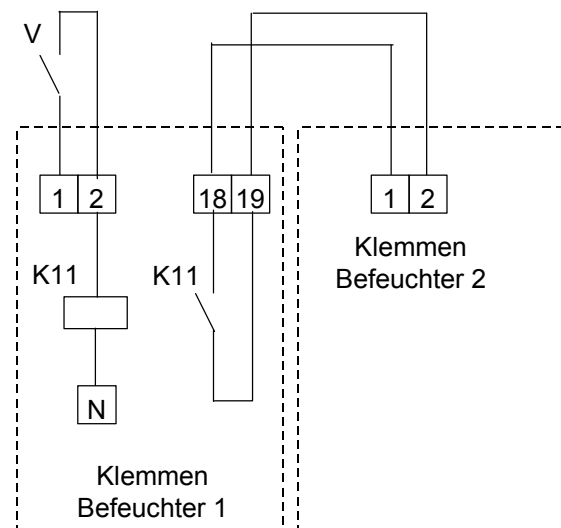 V
1 2
18 19
1 2
K11
K11
N
Klemmen
Befeuchter 2
Klemmen
Befeuchter 1